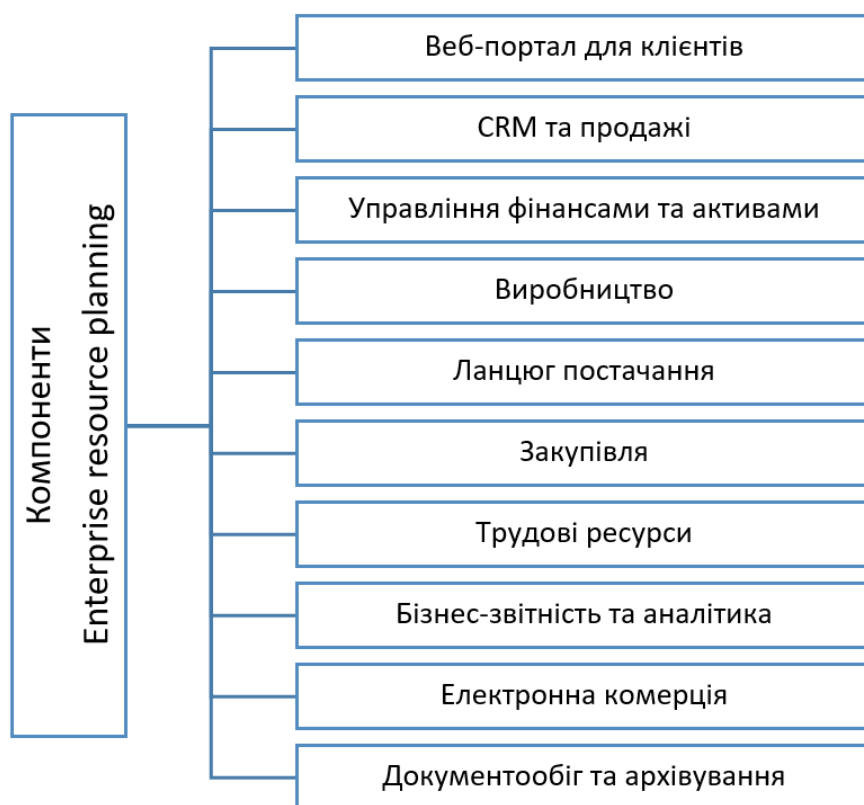 Компоненти
Enterprise resource planning
Веб-портал для клієнтів
CRM та продажі
Управління фінансами та активами
Виробництво
Ланцюг постачання
Закупівля
Трудові ресурси
Бізнес-звітність та аналітика
Електронна комерція
Документообіг та архівування